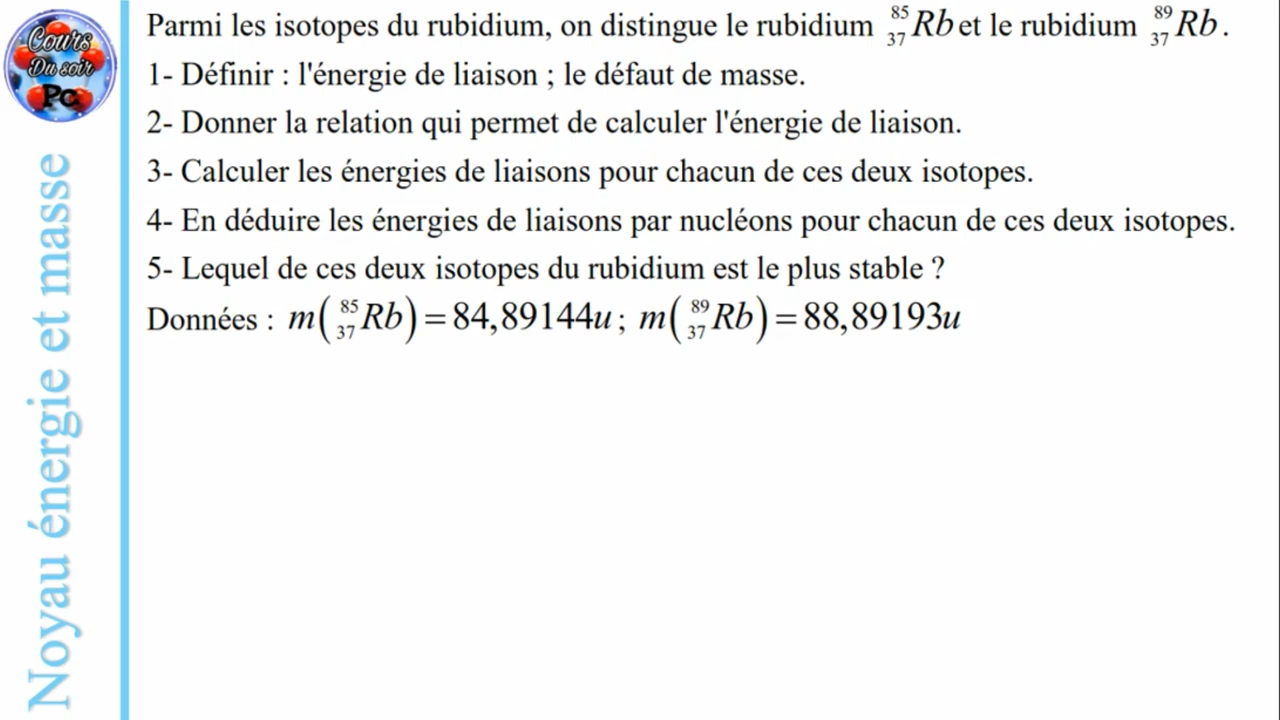 Cours
Du soir
Pc
Noyau énergie et masse
Parmi les isotopes du rubidium, on distingue le rubidium ⁸⁵₃₇Rb et le rubidium ⁸⁹₃₇Rb.
1- Définir : l'énergie de liaison ; le défaut de masse.
2- Donner la relation qui permet de calculer l'énergie de liaison.
3- Calculer les énergies de liaisons pour chacun de ces deux isotopes.
4- En déduire les énergies de liaisons par nucléons pour chacun de ces deux isotopes.
5- Lequel de ces deux isotopes du rubidium est le plus stable ?
Données : m(⁸⁵₃₇Rb)=84,89144u ; m(⁸⁹₃₇Rb)=88,89193u